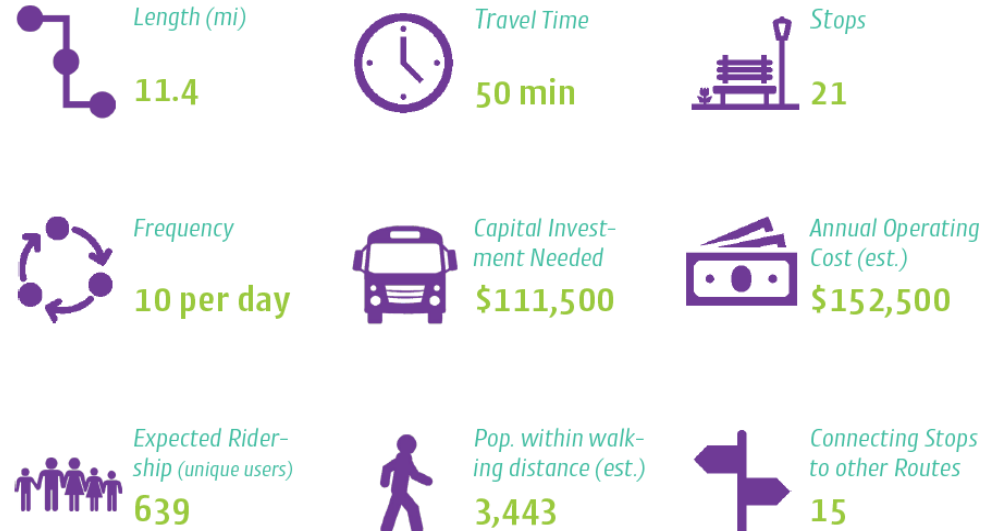 Length (mi)
11.4
Travel Time
50 min
Stops
21
Frequency
10 per day
Capital Invest-
ment Needed
$111,500
Annual Operating
Cost (est.)
$152,500
Expected Rider-
ship (unique users)
639
Pop. within walk-
ing distance (est.)
3,443
Connecting Stops
to other Routes
15